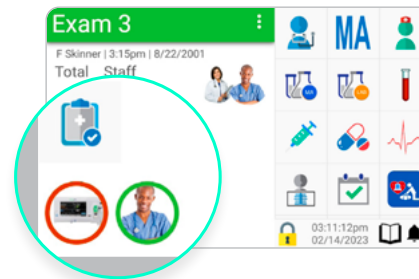 Exam 3
F Skinner | 3:15pm | 8/22/2001
Total Staff
MA
MA
LAB
03:11:12pm
02/14/2023